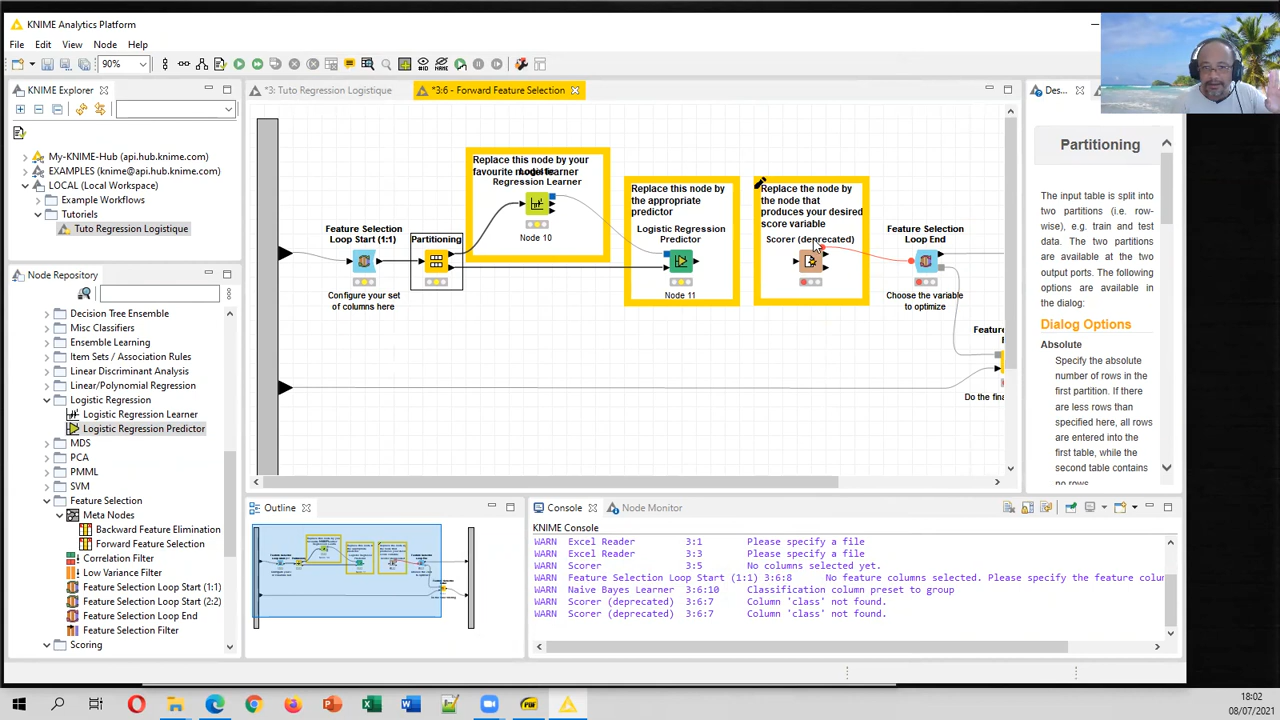 KNIME Analytics Platform
File Edit View Node Help
90%
KNIME Explorer
My-KNIME-Hub (api.hub.knime.com)
EXAMPLES (knime@api.hub.knime.com)
LOCAL (Local Workspace)
Example Workflows
Tutoriels
Tuto Regression Logistique
Node Repository
Decision Tree Ensemble
Misc Classifiers
Ensemble Learning
Item Sets / Association Rules
Linear Discriminant Analysis
Linear/Polynomial Regression
Logistic Regression
Logistic Regression Learner
Logistic Regression Predictor
MDS
PCA
PMML
SVM
Feature Selection
Meta Nodes
Backward Feature Elimination
Forward Feature Selection
Correlation Filter
Low Variance Filter
Feature Selection Loop Start (1:1)
Feature Selection Loop Start (2:2)
Feature Selection Loop End
Feature Selection Filter
Scoring
*3: Tuto Regression Logistique
*3:6 - Forward Feature Selection
Replace this node by your
favourite model learner
Logistic
Regression Learner
Node 10
Feature Selection
Loop Start (1:1)
Configure your set
of columns here
Partitioning
Replace this node by
the appropriate
predictor
Logistic Regression
Predictor
Node 11
Replace the node by
the node that
produces your desired
score variable
Scorer (deprecated)
Feature Selection
Loop End
Choose the variable
to optimize
Feature
Do the fina
Des...
Partitioning
The input table is split
into two partitions (i.e. row-
wise), e.g. train and test
data. The two partitions
are available at the two
output ports. The following
options are available in
the dialog:
Dialog Options
Absolute
Specify the absolute
number of rows in the
first partition. If there
are less rows than
specified here, all rows
are entered into the
first table, while the
second table contains
no rows.
Outline
Console
Node Monitor
KNIME Console
WARN Excel Reader 3:1 Please specify a file
WARN Excel Reader 3:3 Please specify a file
WARN Scorer 3:5 No columns selected yet.
WARN Feature Selection Loop Start (1:1) 3:6:8 No feature columns selected. Please specify the feature colum
WARN Naive Bayes Learner 3:6:10 Classification column preset to group
WARN Scorer (deprecated) 3:6:7 Column 'class' not found.
WARN Scorer (deprecated) 3:6:7 Column 'class' not found.
18:02
08/07/2021